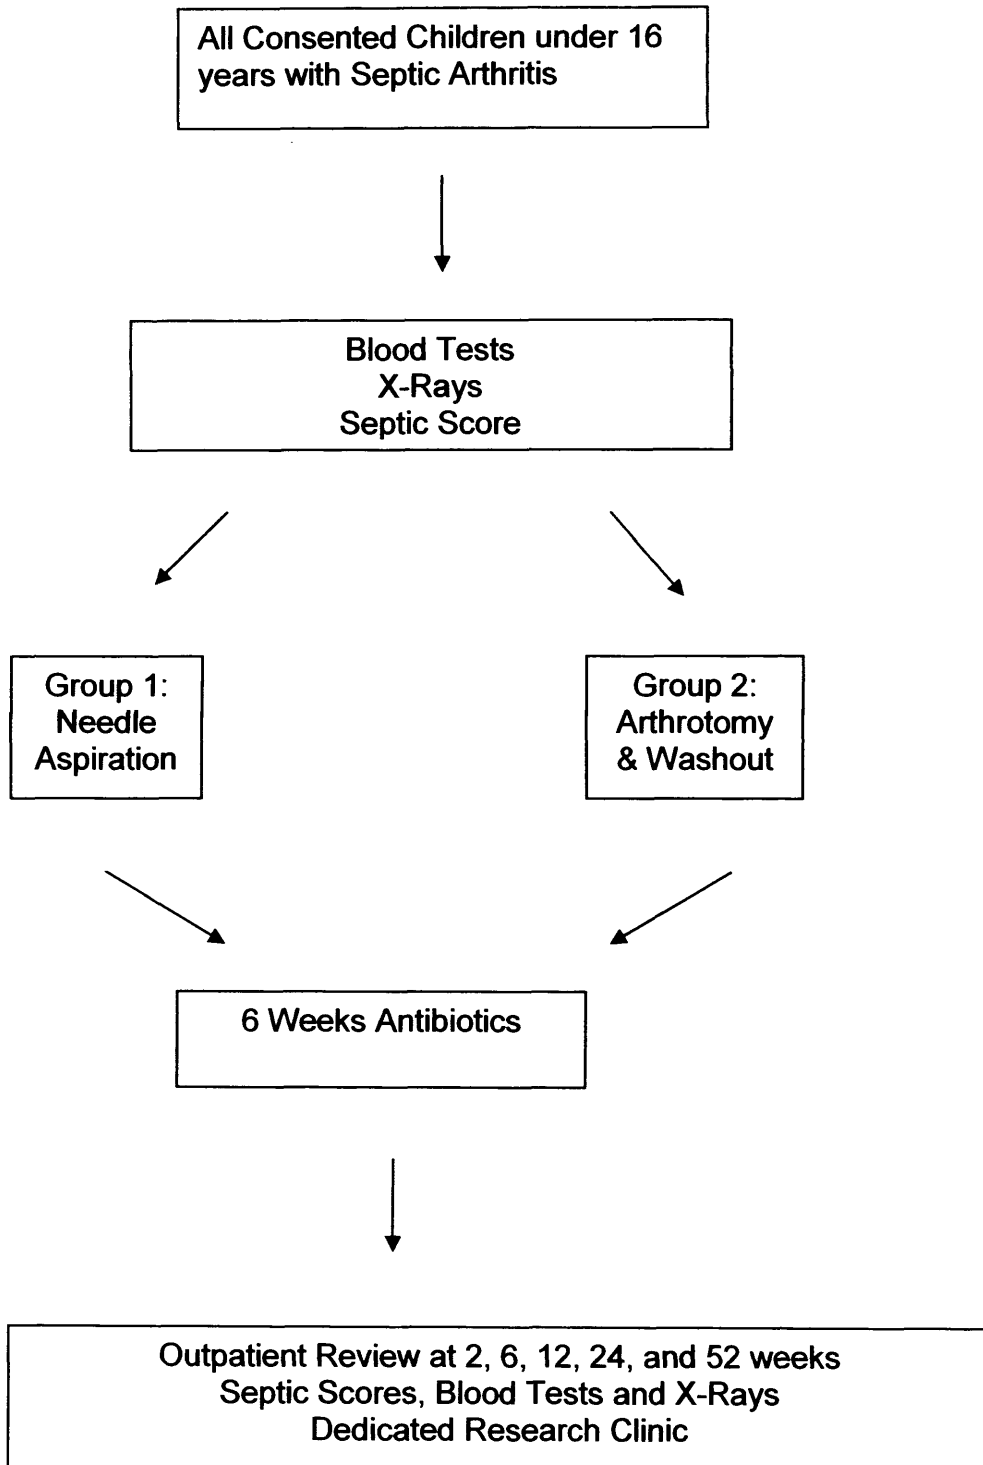 All Consented Children under 16
years with Septic Arthritis
Blood Tests
X-Rays
Septic Score
Group 1:
Needle
Aspiration
Group 2:
Arthrotomy
& Washout
6 Weeks Antibiotics
Outpatient Review at 2, 6, 12, 24, and 52 weeks
Septic Scores, Blood Tests and X-Rays
Dedicated Research Clinic